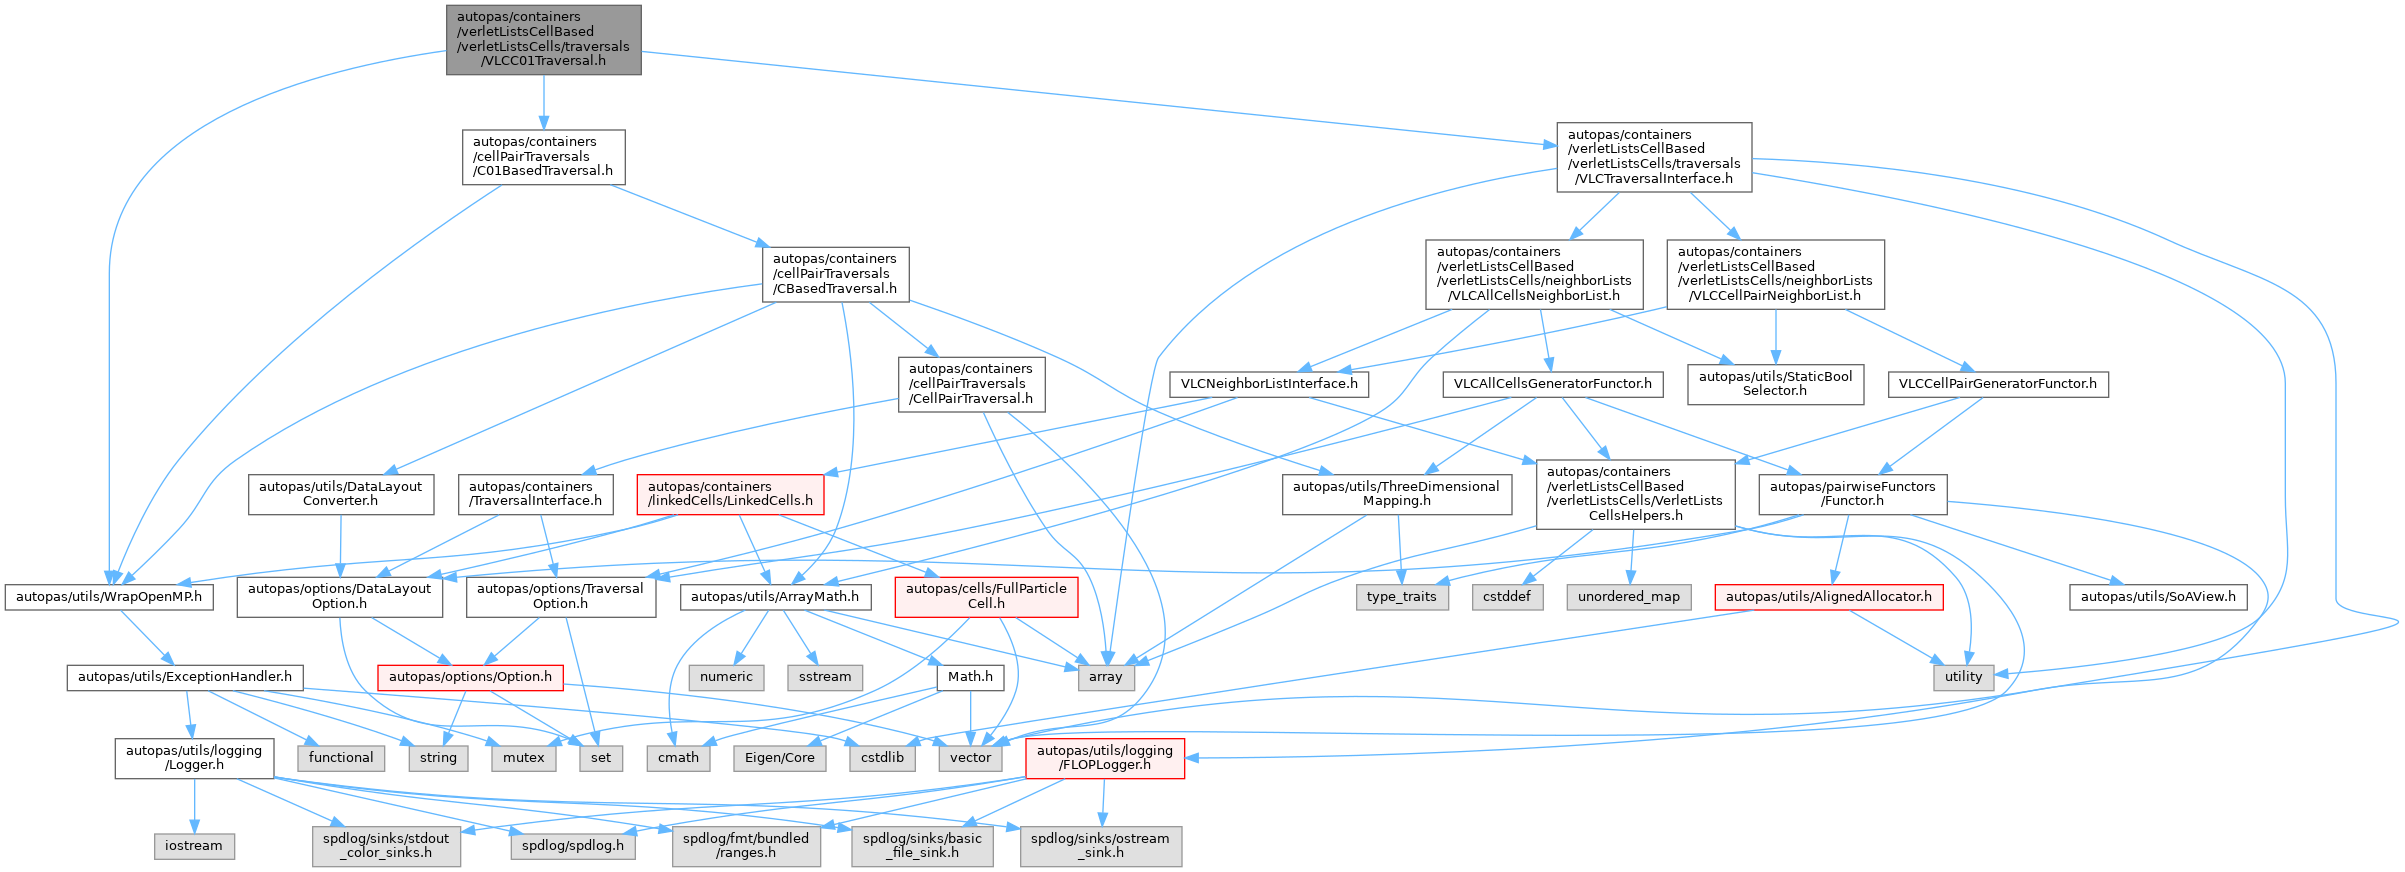 autopas/containers
/verletListsCellBased
/verletListsCells/traversals
/VLCC01Traversal.h
autopas/containers
/cellPairTraversals
/C01BasedTraversal.h
autopas/containers
/verletListsCellBased
/verletListsCells/traversals
/VLCTraversalInterface.h
autopas/containers
/cellPairTraversals
/CBasedTraversal.h
autopas/containers
/verletListsCellBased
/verletListsCells/neighborLists
/VLCAllCellsNeighborList.h
autopas/containers
/verletListsCellBased
/verletListsCells/neighborLists
/VLCCellPairNeighborList.h
autopas/containers
/cellPairTraversals
/CellPairTraversal.h
VLCNeighborListInterface.h
VLCAllCellsGeneratorFunctor.h
autopas/utils/StaticBool
Selector.h
VLCCellPairGeneratorFunctor.h
autopas/utils/DataLayout
Converter.h
autopas/containers
/TraversalInterface.h
autopas/containers
/linkedCells/LinkedCells.h
autopas/utils/ThreeDimensional
Mapping.h
autopas/containers
/verletListsCellBased
/verletListsCells/VerletLists
CellsHelpers.h
autopas/pairwiseFunctors
/Functor.h
autopas/utils/WrapOpenMP.h
autopas/options/DataLayout
Option.h
autopas/options/Traversal
Option.h
autopas/utils/ArrayMath.h
autopas/cells/FullParticle
Cell.h
type_traits
cstddef
unordered_map
autopas/utils/AlignedAllocator.h
autopas/utils/SoAView.h
autopas/utils/ExceptionHandler.h
autopas/options/Option.h
numeric
sstream
Math.h
array
utility
autopas/utils/logging
/Logger.h
functional
string
mutex
set
cmath
Eigen/Core
cstdlib
vector
autopas/utils/logging
/FLOPLogger.h
iostream
spdlog/sinks/stdout
_color_sinks.h
spdlog/spdlog.h
spdlog/fmt/bundled
/ranges.h
spdlog/sinks/basic
_file_sink.h
spdlog/sinks/ostream
_sink.h